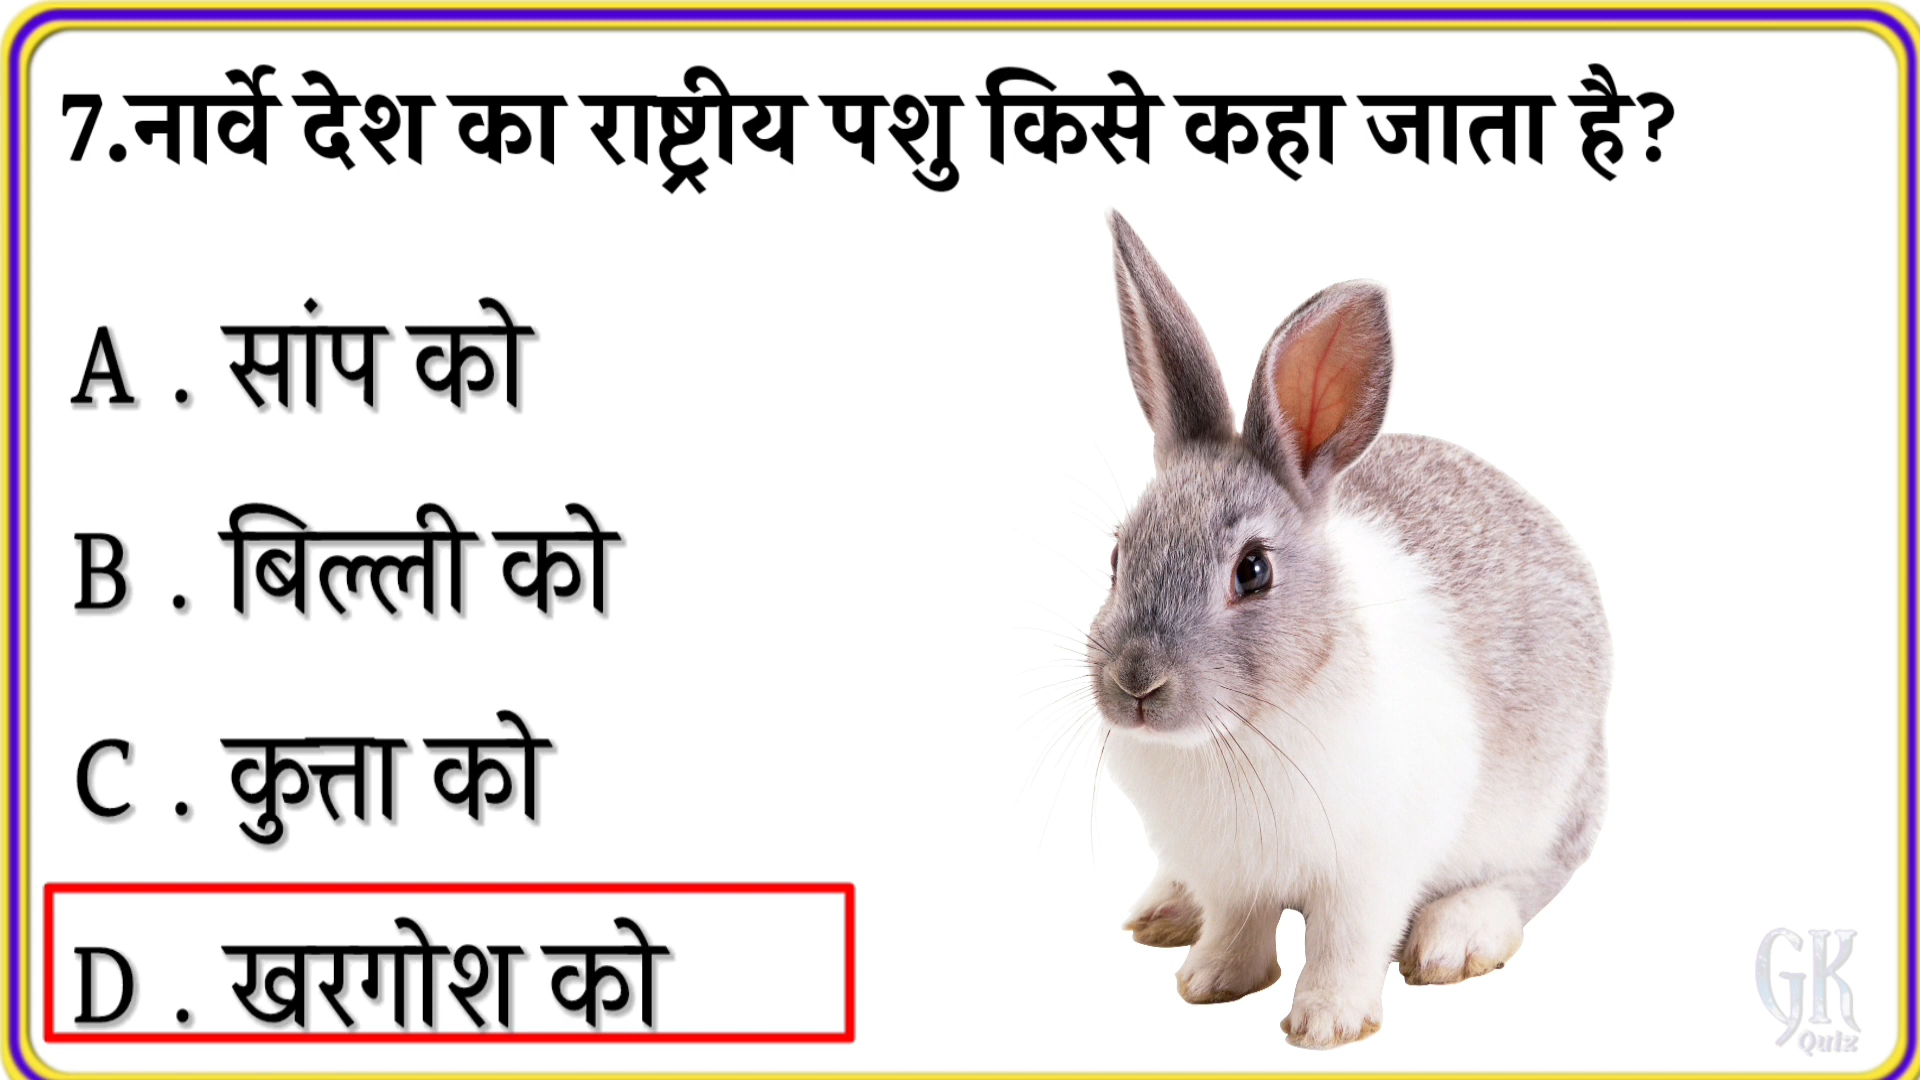 7.नार्वे देश का राष्ट्रीय पशु किसे कहा जाता है?
A . सांप को
B . बिल्ली को
C . कुत्ता को
D . खरगोश को
GK
Quiz